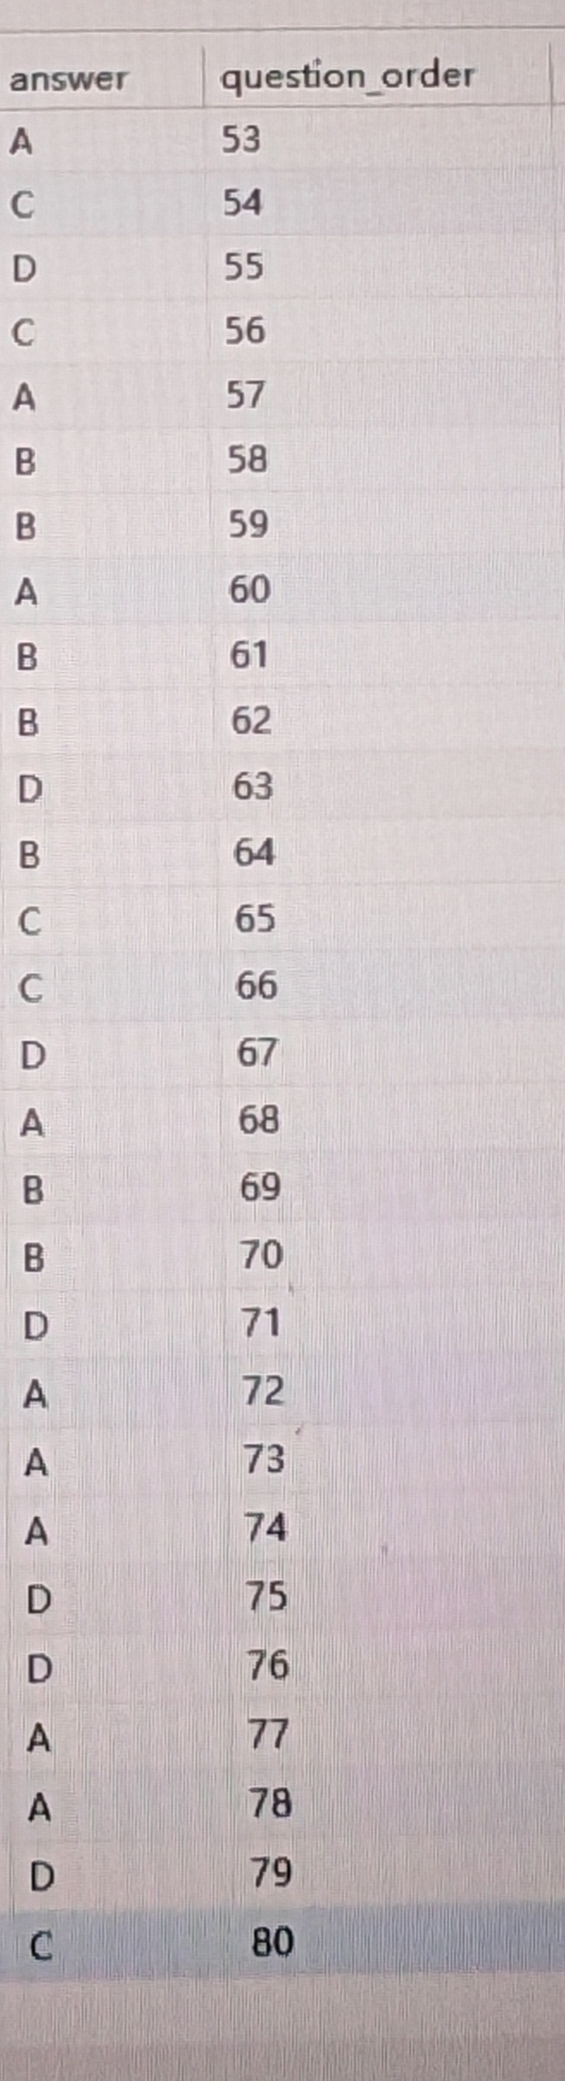 answer question_order
A 53
C 54
D 55
C 56
A 57
B 58
B 59
A 60
B 61
B 62
D 63
B 64
C 65
C 66
D 67
A 68
B 69
B 70
D 71
A 72
A 73
A 74
D 75
D 76
A 77
A 78
D 79
C 80